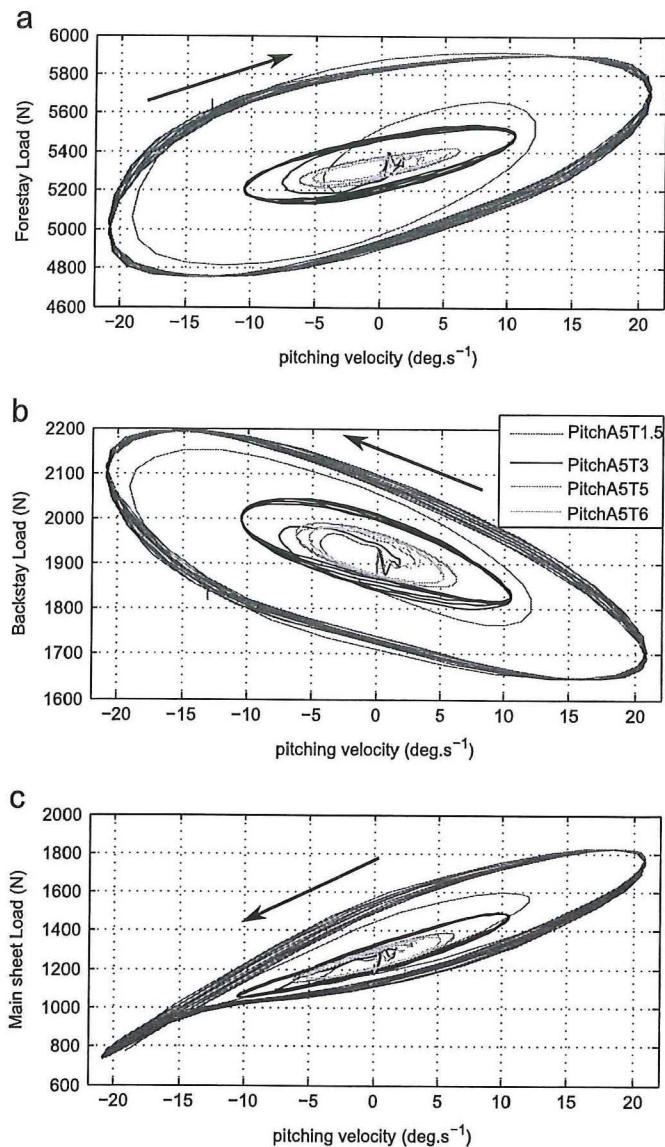 a
6000
5800
5600
5400
5200
5000
4800
4600
Forestay Load (N)
−20 −15 −10 −5 0 5 10 15 20
pitching velocity (deg.s⁻¹)
b
2200
2100
2000
1900
1800
1700
1600
Backstay Load (N)
PitchA5T1.5
PitchA5T3
PitchA5T5
PitchA5T6
−20 −15 −10 −5 0 5 10 15 20
pitching velocity (deg.s⁻¹)
c
2000
1800
1600
1400
1200
1000
800
600
Main sheet Load (N)
−20 −15 −10 −5 0 5 10 15 20
pitching velocity (deg.s⁻¹)